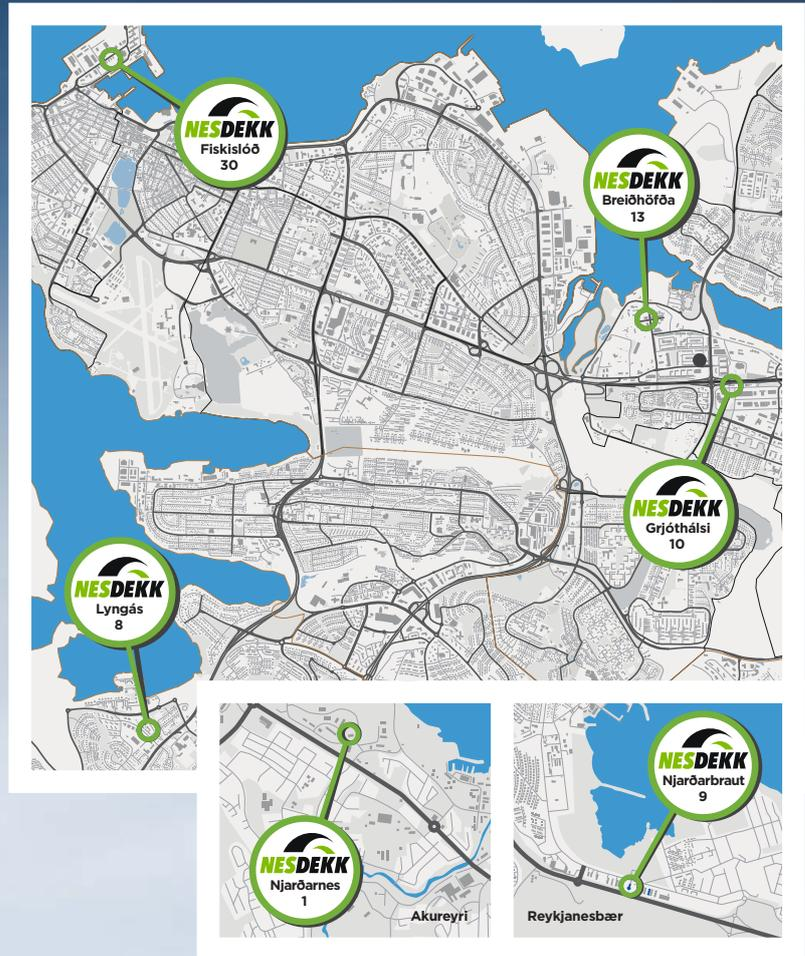 NESDEKK
Fiskislóð
30
NESDEKK
Breiðhöfða
13
NESDEKK
Grjóthálsi
10
NESDEKK
Lyngás
8
NESDEKK
Njarðarnes
1
Akureyri
NESDEKK
Njarðarbraut
9
Reykjanesbær